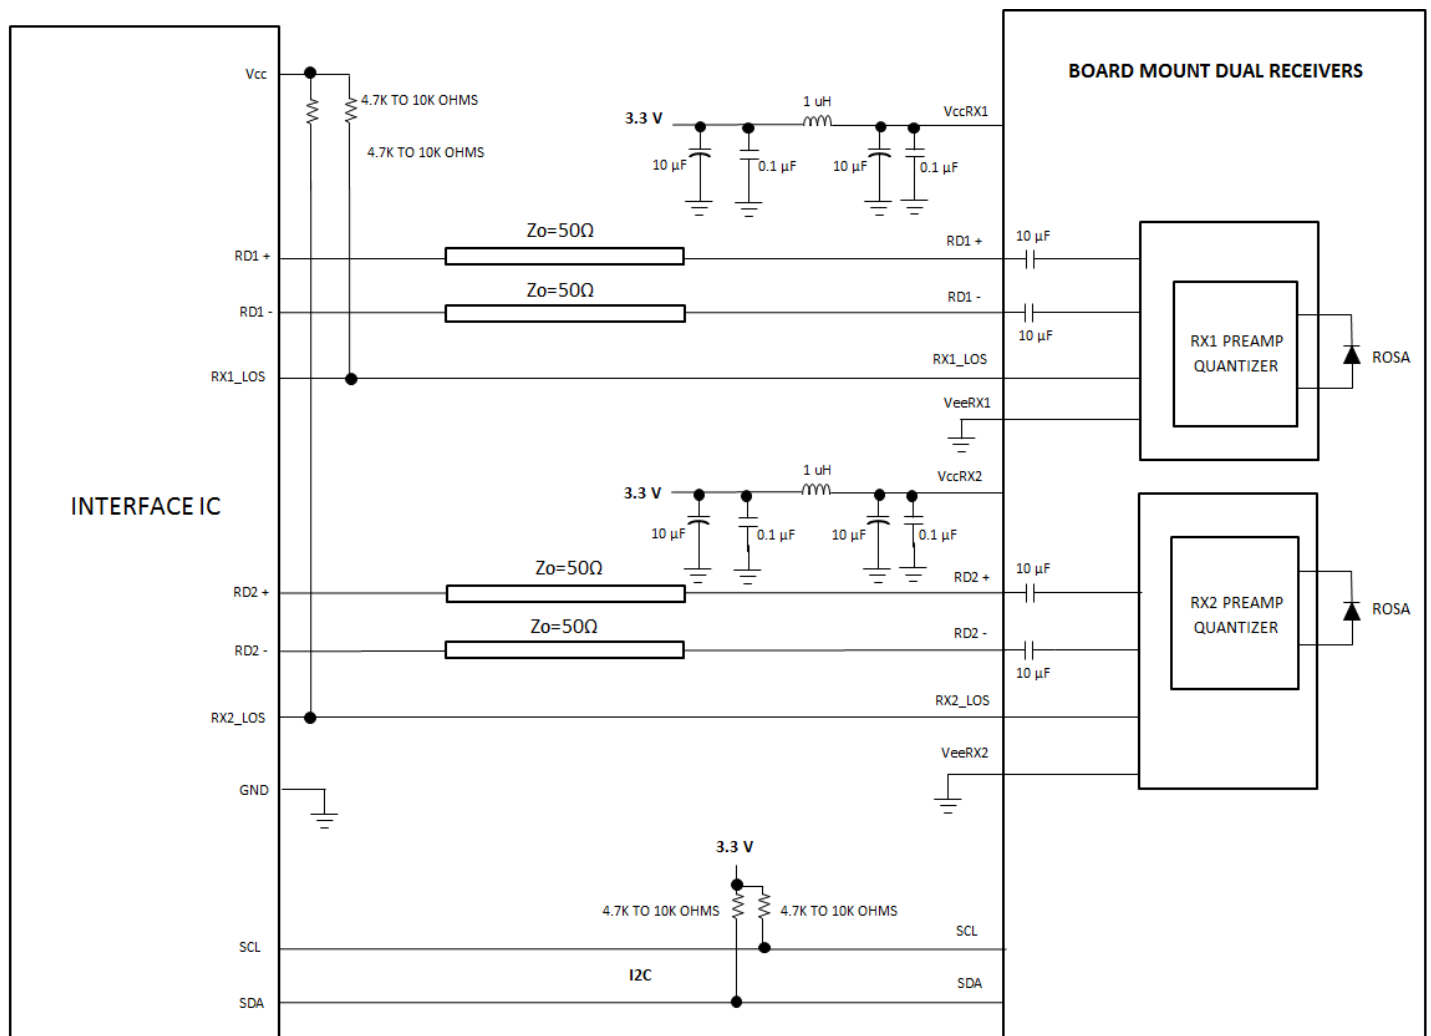 BOARD MOUNT DUAL RECEIVERS
Vcc
4.7K TO 10K OHMS
4.7K TO 10K OHMS
3.3 V
1 uH
VccRX1
10 µF
0.1 µF
10 µF
0.1 µF
Zo=50Ω
RD1 +
RD1 +
10 µF
Zo=50Ω
RD1 -
RD1 -
10 µF
RX1 PREAMP
QUANTIZER
ROSA
RX1_LOS
RX1_LOS
VeeRX1
INTERFACE IC
3.3 V
1 uH
VccRX2
10 µF
0.1 µF
10 µF
0.1 µF
Zo=50Ω
RD2 +
RD2 +
10 µF
Zo=50Ω
RD2 -
RD2 -
10 µF
RX2 PREAMP
QUANTIZER
ROSA
RX2_LOS
RX2_LOS
VeeRX2
GND
3.3 V
4.7K TO 10K OHMS
4.7K TO 10K OHMS
SCL
SCL
I2C
SDA
SDA